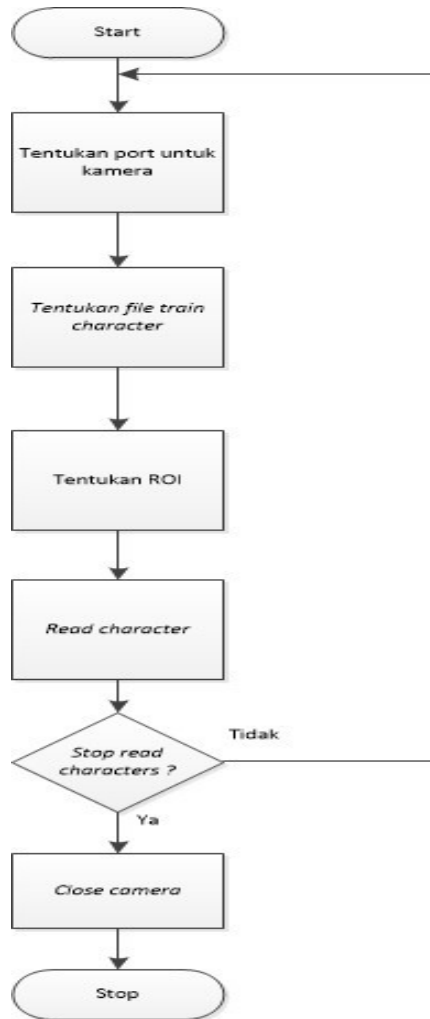 Start
Tentukan port untuk
kamera
Tentukan file train
character
Tentukan ROI
Read character
Stop read
characters ?
Tidak
Ya
Close camera
Stop